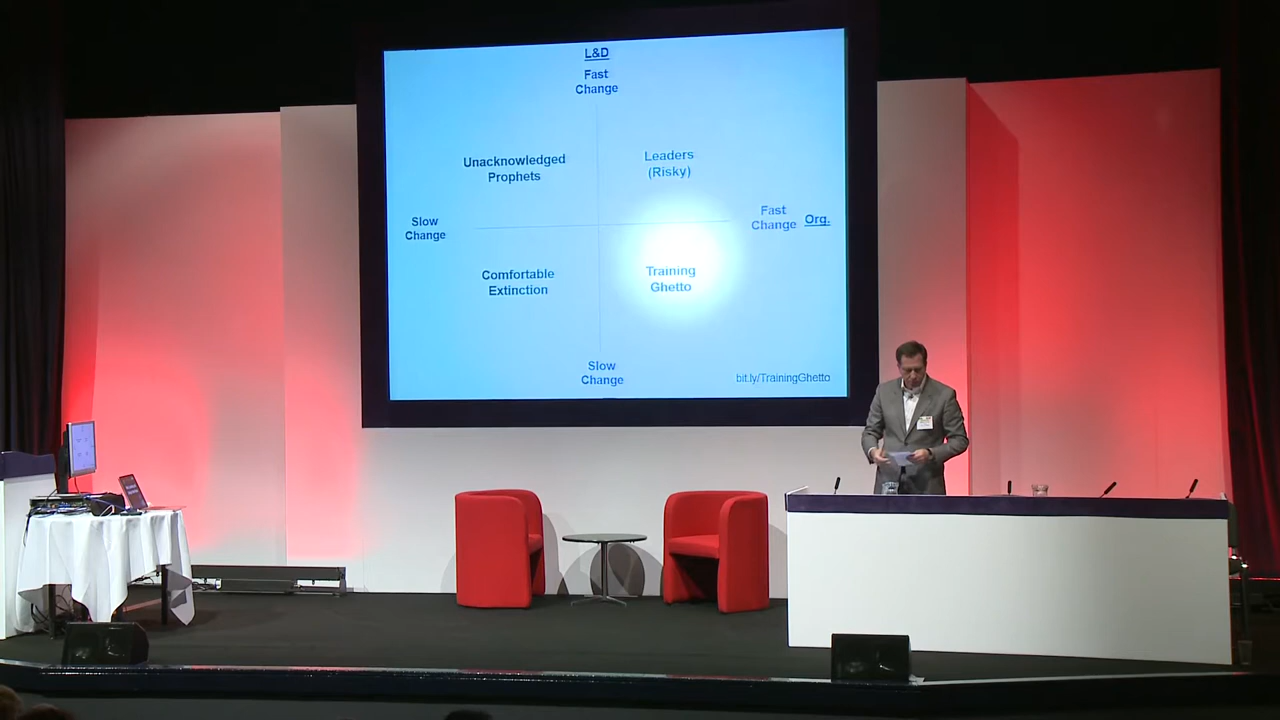 L&D
Fast
Change
Unacknowledged
Prophets
Leaders
(Risky)
Slow
Change
Fast
Change
Org.
Comfortable
Extinction
Training
Ghetto
Slow
Change
bit.ly/TrainingGhetto